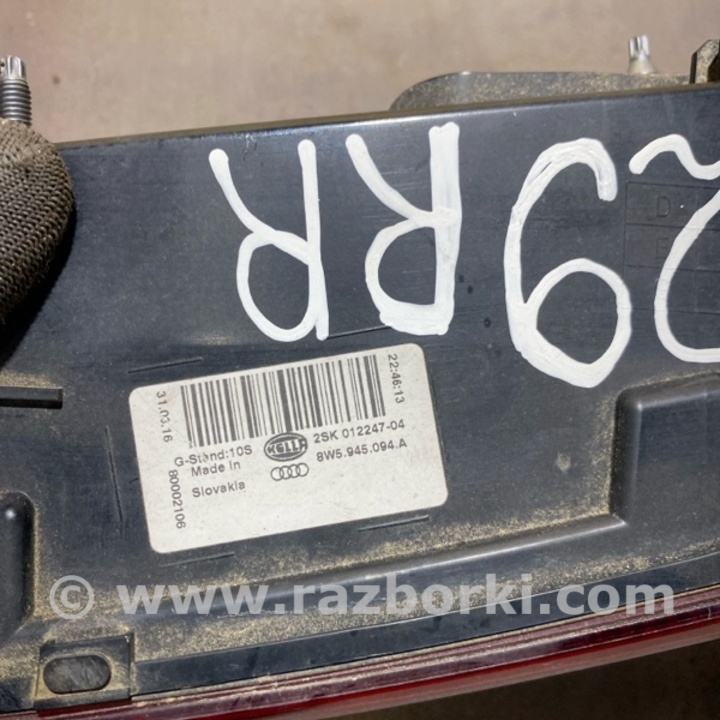 29RR
31.03.16
22:46:13
G-Stand:10S
Made in
Slovakia
80002106
HELLA
2SK 012247-04
8W5.945.094.A
© www.razborki.com